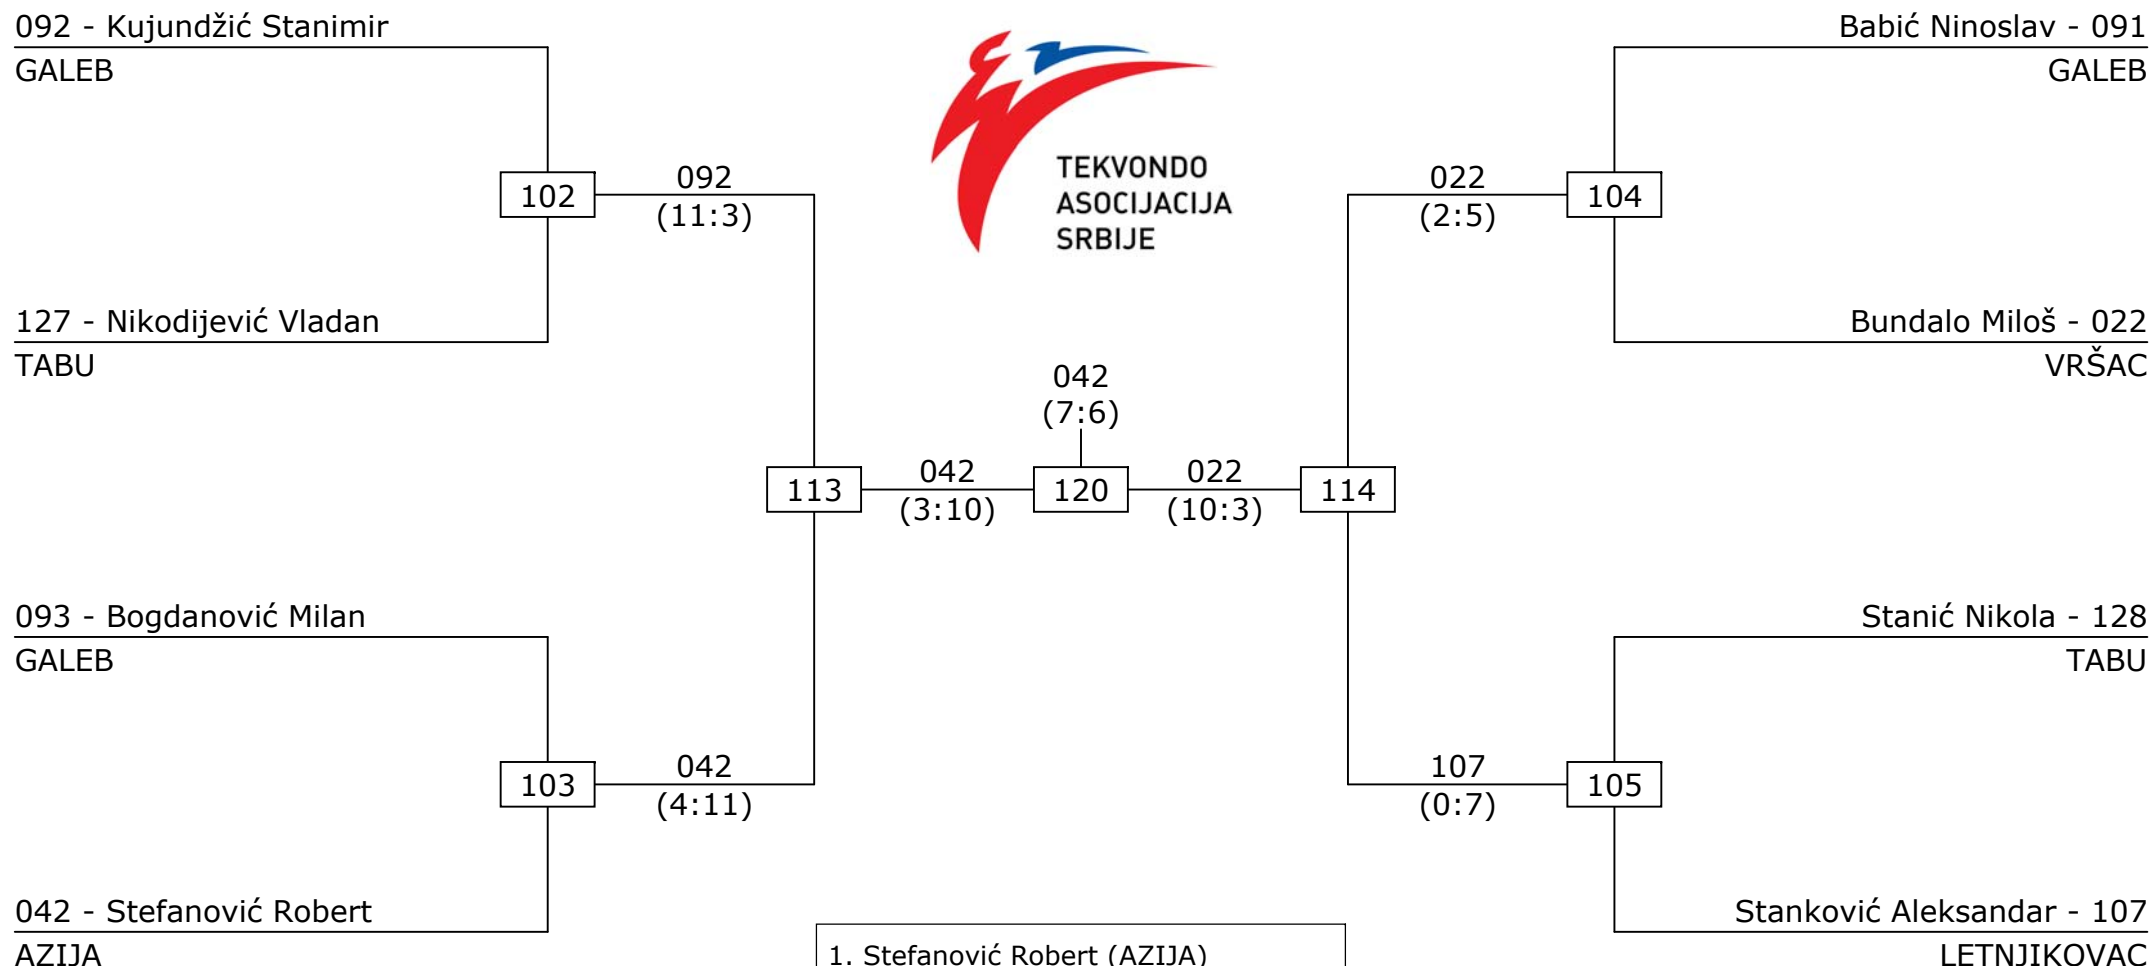 092 - Kujundžić Stanimir
GALEB
Babić Ninoslav - 091
GALEB
TEKVONDO
ASOCIJACIJA
SRBIJE
102
092
(11:3)
022
(2:5)
104
127 - Nikodijević Vladan
TABU
Bundalo Miloš - 022
VRŠAC
042
(7:6)
113
042
(3:10)
120
022
(10:3)
114
093 - Bogdanović Milan
GALEB
Stanić Nikola - 128
TABU
103
042
(4:11)
107
(0:7)
105
042 - Stefanović Robert
AZIJA
Stanković Aleksandar - 107
LETNJIKOVAC
1. Stefanović Robert (AZIJA)